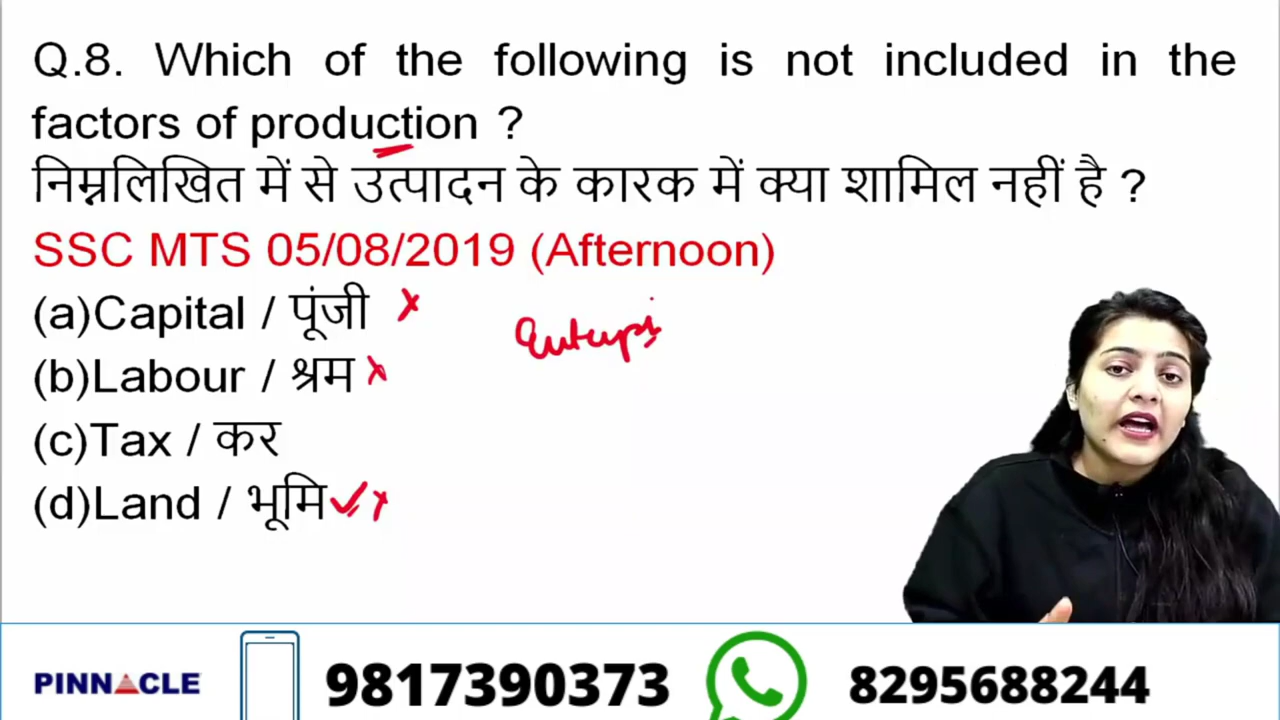 Q.8. Which of the following is not included in the
factors of production ?
निम्नलिखित में से उत्पादन के कारक में क्या शामिल नहीं है ?
SSC MTS 05/08/2019 (Afternoon)
(a)Capital / पूंजी
(b)Labour / श्रम
(c)Tax / कर
(d)Land / भूमि
PINNACLE 9817390373 8295688244